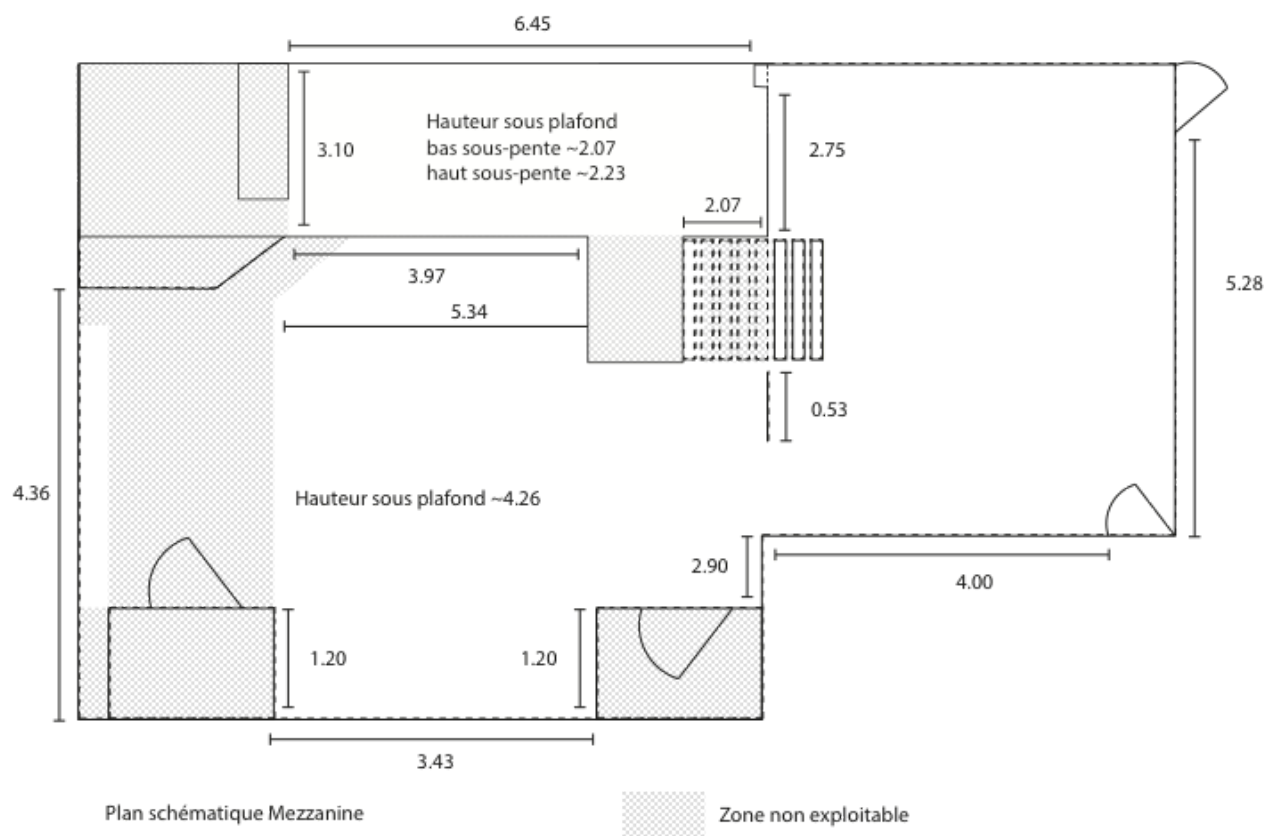 6.45
Hauteur sous plafond
bas sous-pente ~2.07
haut sous-pente ~2.23
3.10
2.75
2.07
3.97
5.28
5.34
0.53
4.36
Hauteur sous plafond ~4.26
2.90
4.00
1.20
1.20
3.43
Plan schématique Mezzanine
Zone non exploitable